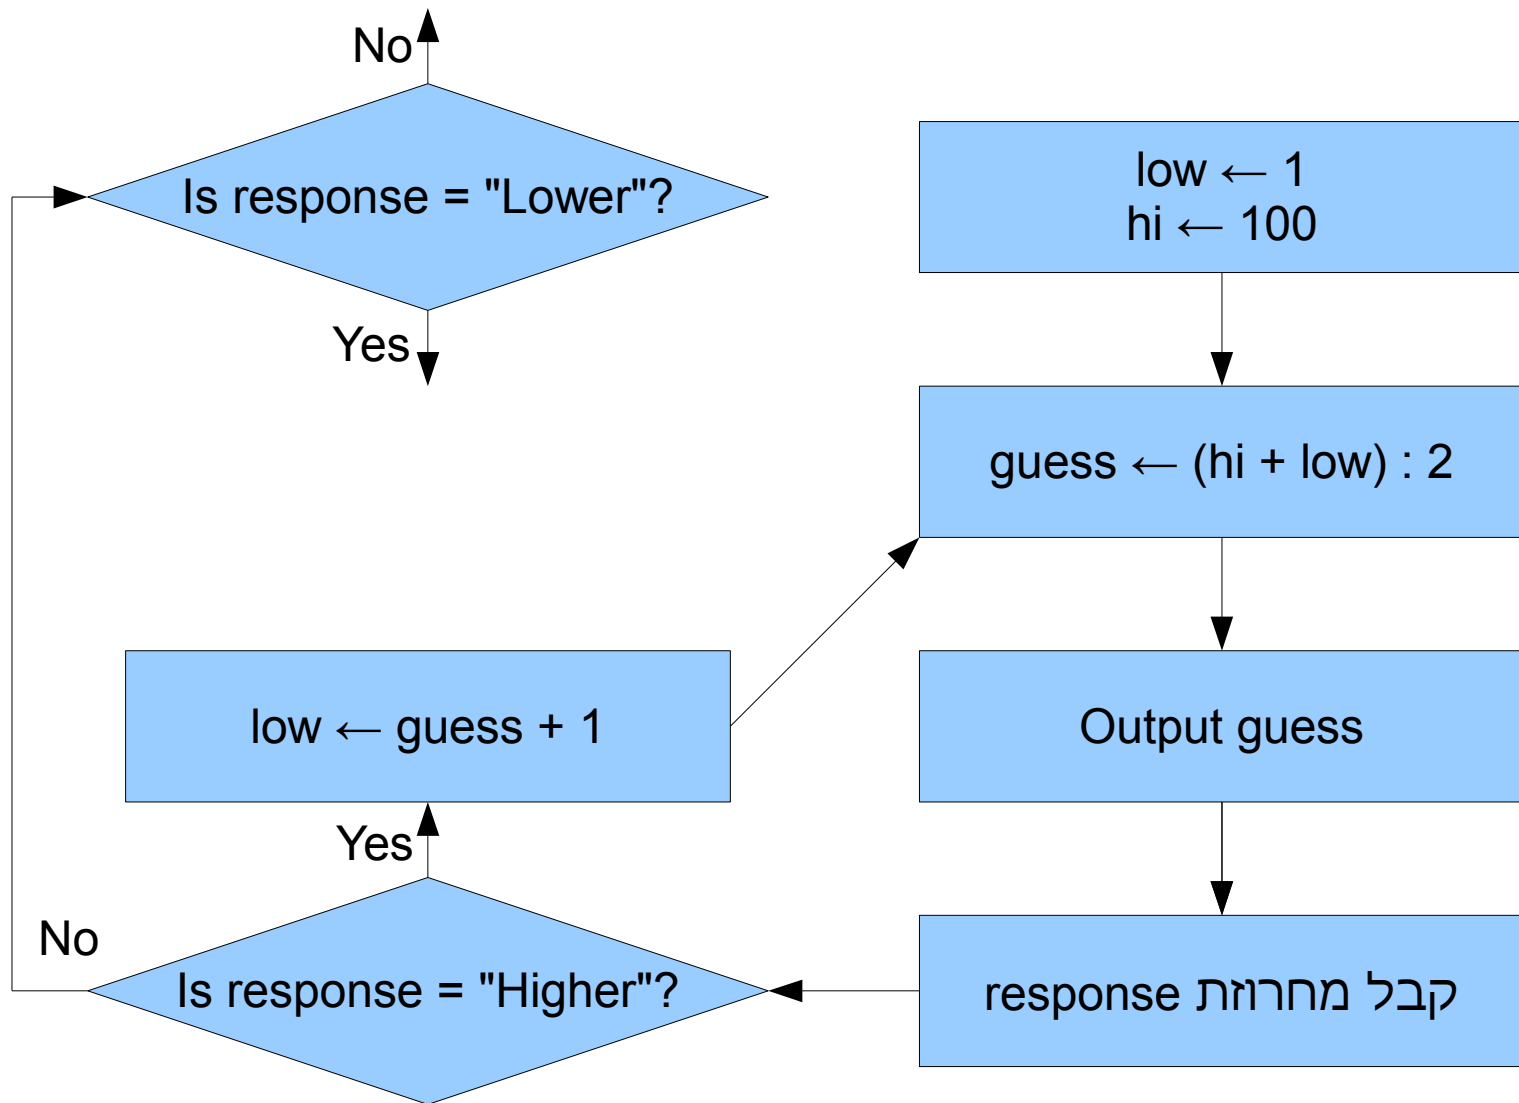 No
Is response = "Lower"?
Yes
low ← 1
hi ← 100
guess ← (hi + low) : 2
low ← guess + 1
Output guess
Yes
No
Is response = "Higher"?
קבל מחרוזת response